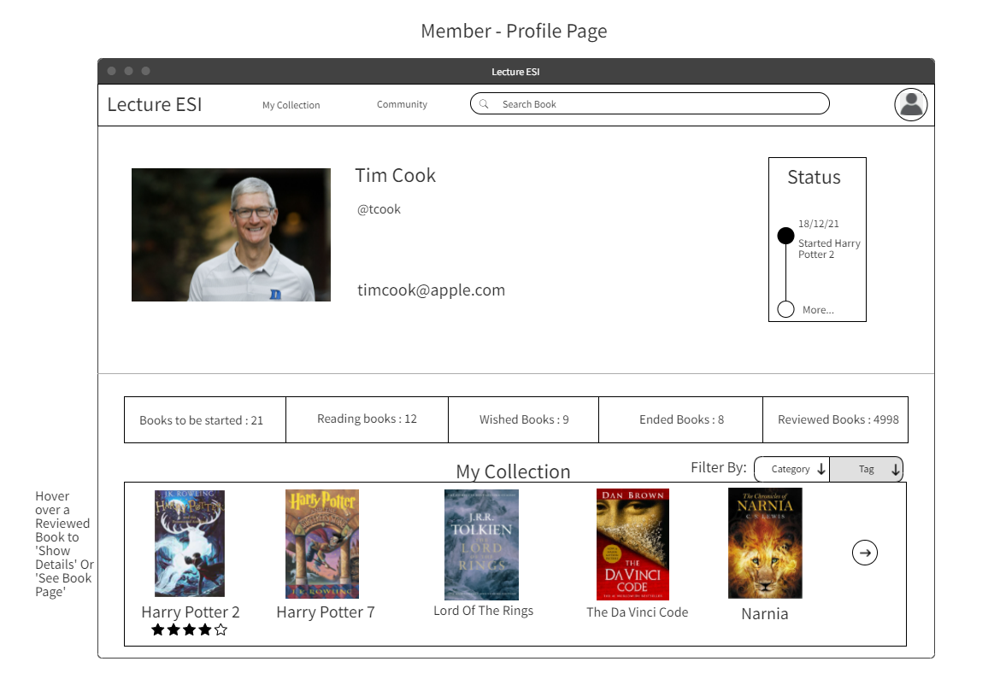 Member - Profile Page
Lecture ESI
Lecture ESI
My Collection
Community
Search Book
Tim Cook
@tcook
timcook@apple.com
Status
18/12/21
Started Harry
Potter 2
More...
Books to be started : 21
Reading books : 12
Wished Books : 9
Ended Books : 8
Reviewed Books : 4998
My Collection
Filter By:
Category
Tag
Hover
over a
Reviewed
Book to
'Show
Details' Or
'See Book
Page'
J.K. ROWLING
HARRY POTTER
Harry Potter
J.K. ROWLING
J.R.R.
TOLKIEN
THE
LORD
OF THE
RINGS
DAN BROWN
THE
DA VINCI
CODE
The Chronicles of
NARNIA
C. S. LEWIS
Harry Potter 2
Harry Potter 7
Lord Of The Rings
The Da Vinci Code
Narnia